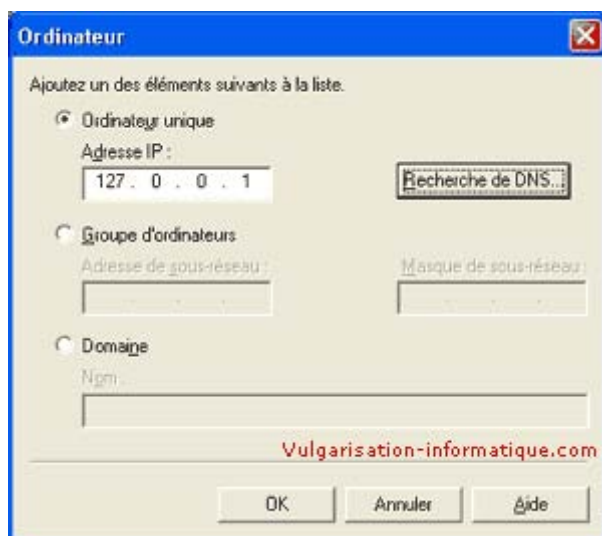 Ordinateur
Ajoutez un des éléments suivants à la liste.
Ordinateur unique
Adresse IP :
127 . 0 . 0 . 1
Recherche de DNS...
Groupe d'ordinateurs
Adresse de sous-réseau :
Masque de sous-réseau :
Domaine
Nom :
Vulgarisation-informatique.com
OK
Annuler
Aide